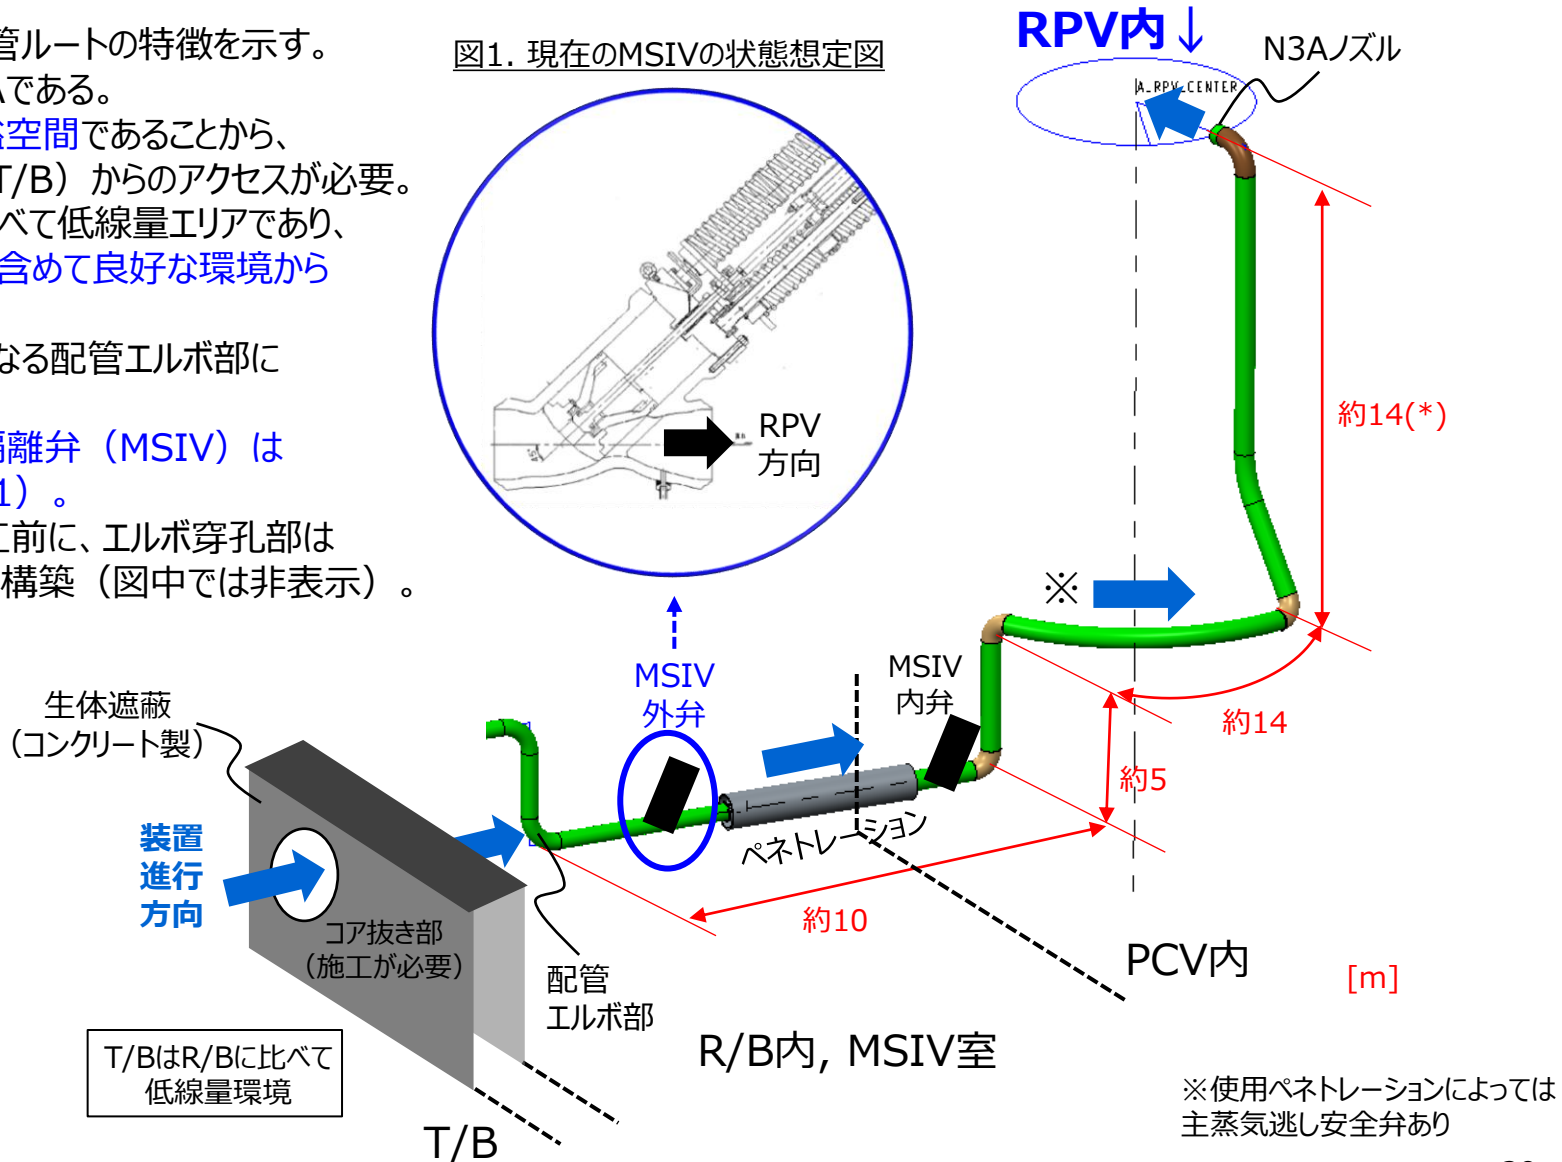 管ルートの特徴を示す。
である。
空間であることから、
T/B）からのアクセスが必要。
べて低線量エリアであり、
含めて良好な環境から
なる配管エルボ部に
離弁（MSIV）は
1）。
工前に、エルボ穿孔部は
構築（図中では非表示）。
図1. 現在のMSIVの状態想定図
RPV
方向
RPV内↓
N3Aノズル
A_RPV_CENTER
約14(*)
※
MSIV
外弁
MSIV
内弁
約14
約5
約10
ペネトレーション
生体遮蔽
（コンクリート製）
装置
進行
方向
コア抜き部
（施工が必要）
配管
エルボ部
PCV内
[m]
R/B内, MSIV室
T/BはR/Bに比べて
低線量環境
T/B
※使用ペネトレーションによっては
主蒸気逃し安全弁あり